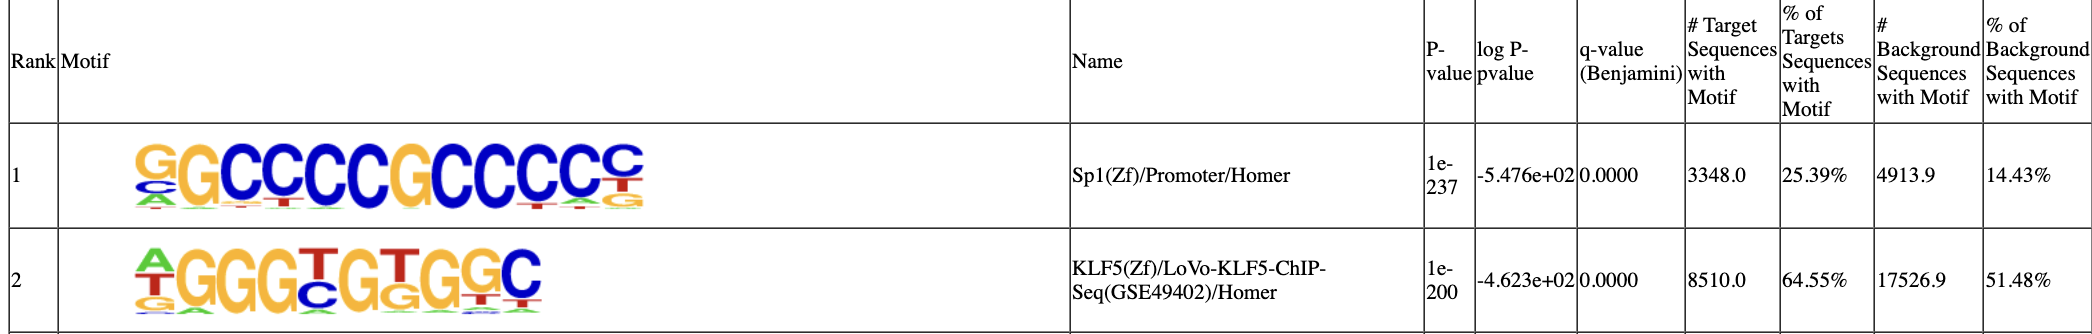 Rank Motif Name P-value log P-pvalue q-value (Benjamini) # Target Sequences with Motif % of Targets Sequences with Motif # Background Sequences with Motif % of Background Sequences with Motif
1 GGCCCCGCCCCC Sp1(Zf)/Promoter/Homer 1e-237 -5.476e+02 0.0000 3348.0 25.39% 4913.9 14.43%
2 AGGGTGTGGC KLF5(Zf)/LoVo-KLF5-ChIP-Seq(GSE49402)/Homer 1e-200 -4.623e+02 0.0000 8510.0 64.55% 17526.9 51.48%